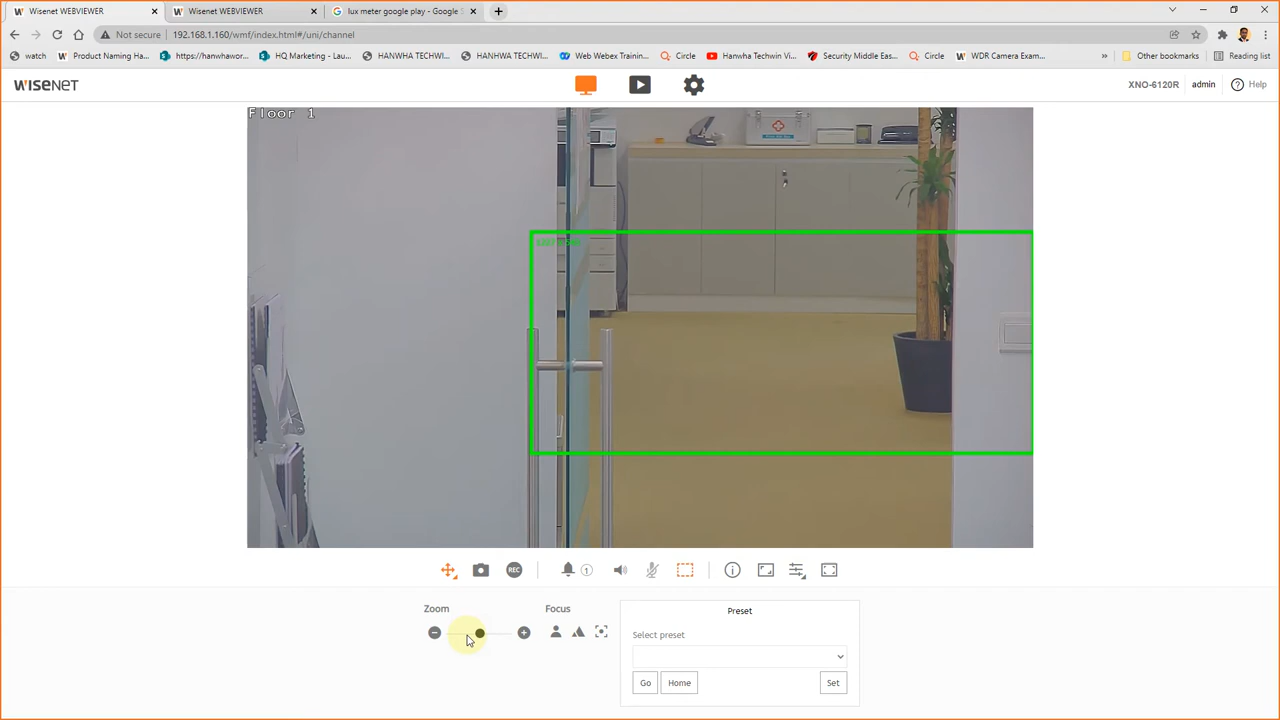 Wisenet WEBVIEWER
Wisenet WEBVIEWER
lux meter google play - Google S
Not secure
192.168.1.160/wmf/index.html#/uni/channel
watch
Product Naming Ha...
https://hanwhawor...
HQ Marketing - Lau...
HANWHA TECHWI...
HANWHA TECHWI...
Web Webex Training...
Circle
Hanwha Techwin Vi...
Security Middle Eas...
Circle
WDR Camera Exam...
Other bookmarks
Reading list
WISENET
XNO-6120R
admin
Help
Floor 1
REC
1
Zoom
Focus
Preset
Select preset
Go
Home
Set